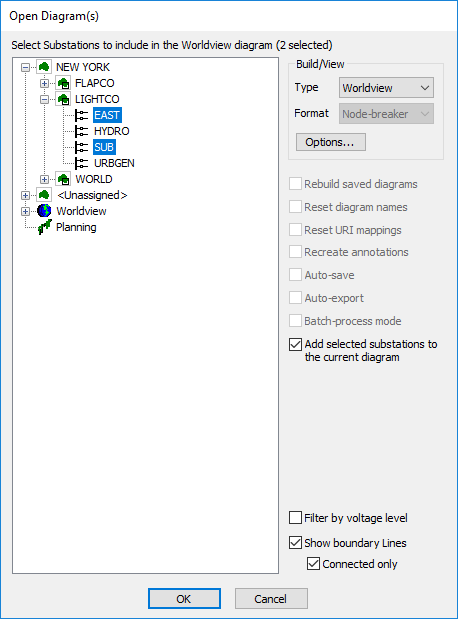 Open Diagram(s)
Select Substations to include in the Worldview diagram (2 selected)
NEW YORK
FLAPCO
LIGHTCO
EAST
HYDRO
SUB
URBGEN
WORLD
<Unassigned>
Worldview
Planning
Build/View
Type Worldview
Format Node-breaker
Options...
Rebuild saved diagrams
Reset diagram names
Reset URI mappings
Recreate annotations
Auto-save
Auto-export
Batch-process mode
Add selected substations to
the current diagram
Filter by voltage level
Show boundary Lines
Connected only
OK Cancel